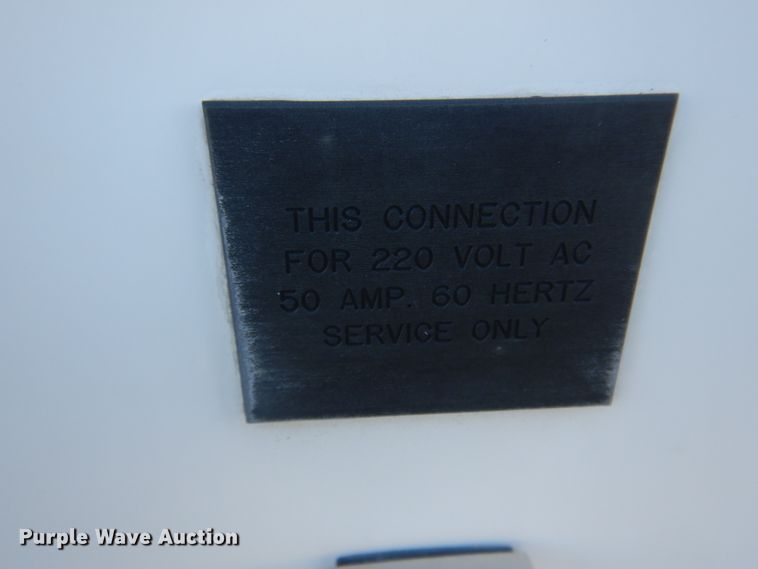 THIS CONNECTION
FOR 220 VOLT AC
50 AMP. 60 HERTZ
SERVICE ONLY
Purple Wave Auction